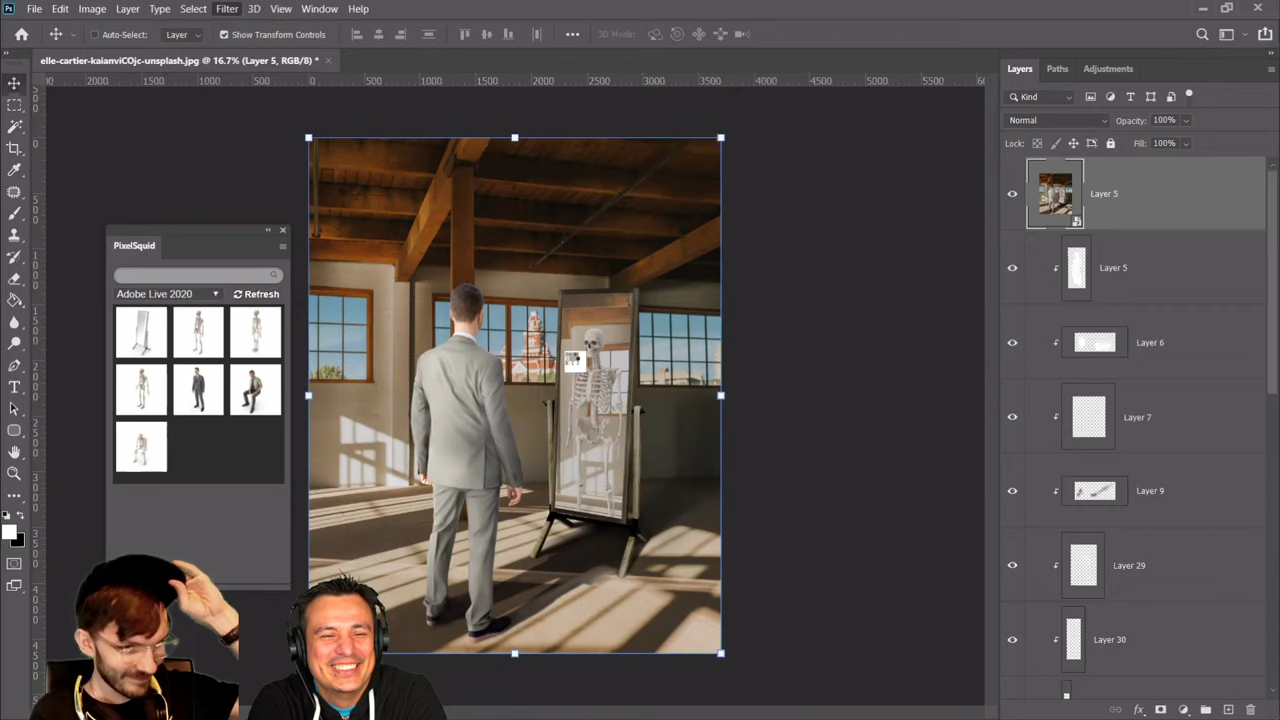 Ps File Edit Image Layer Type Select Filter 3D View Window Help
Auto-Select: Layer Show Transform Controls 3D Mode:
elle-cartier-kaianviCOjc-unsplash.jpg @ 16.7% (Layer 5, RGB/8) *
2000 1500 1000 500 0 500 1000 1500 2000 2500 3000 3500 4000 4500 5000 5500
Layers Paths Adjustments
Kind
Normal Opacity: 100%
Lock: Fill: 100%
Layer 5
PixelSquid
Adobe Live 2020 Refresh
Layer 5
Layer 6
Layer 7
Layer 9
Layer 29
Layer 30
fx